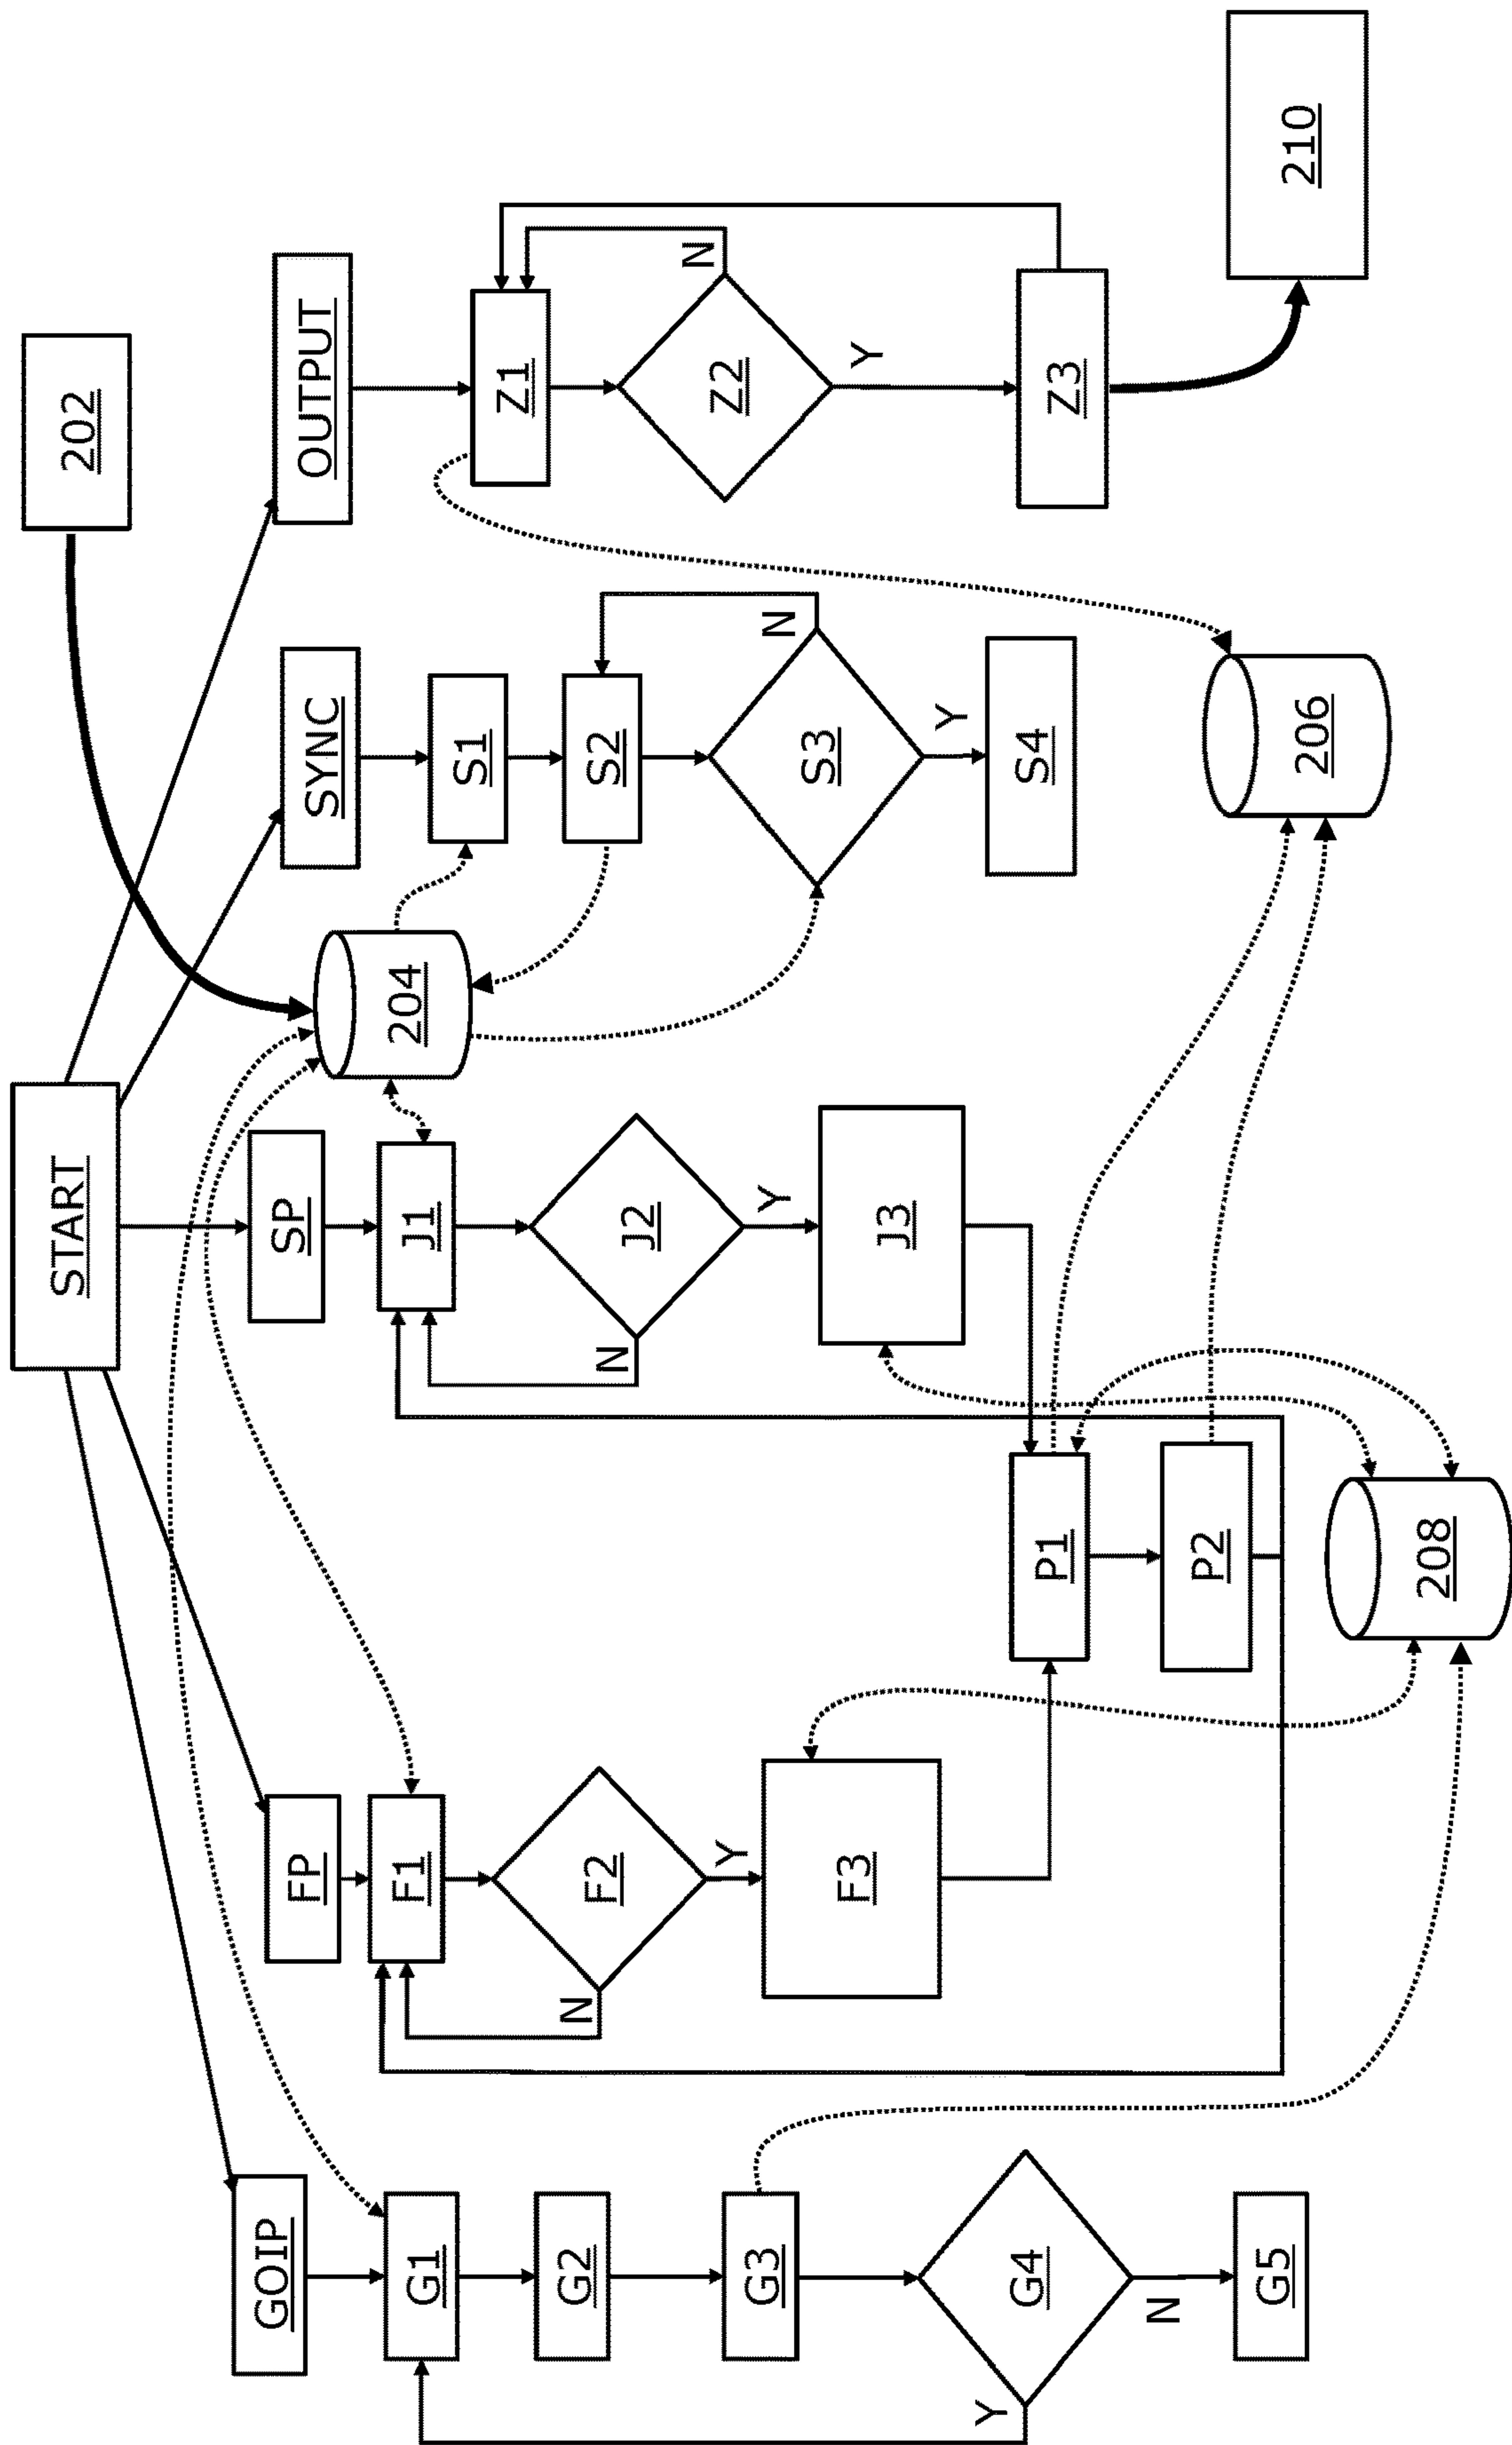 START
202
GOIP
FP
SP
SYNC
OUTPUT
G1
F1
J1
204
S1
Z1
G2
F2
N
J2
N
S2
Z2
N
G3
Y
F3
Y
J3
S3
N
Y
Y
G4
Y
N
P1
S4
Z3
G5
P2
206
210
208